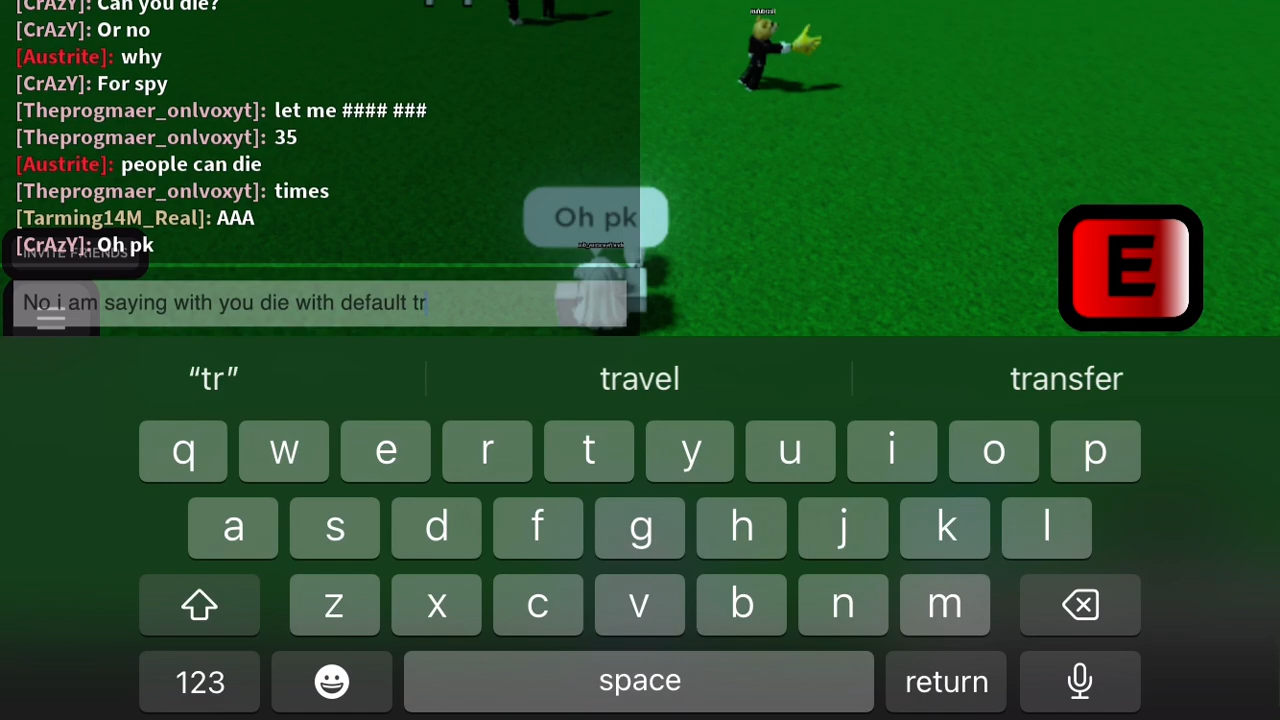 [CrAzY]: Can you die?
[CrAzY]: Or no
[Austrite]: why
[CrAzY]: For spy
[Theprogmaer_onlvoxyt]: let me #### ###
[Theprogmaer_onlvoxyt]: 35
[Austrite]: people can die
[Theprogmaer_onlvoxyt]: times
[Tarming14M_Real]: AAA
[CrAzY]: Oh pk
INVITE FRIENDS
Oh pk
No i am saying with you die with default tr
E
“tr” travel transfer
q w e r t y u i o p
a s d f g h j k l
z x c v b n m
123 space return